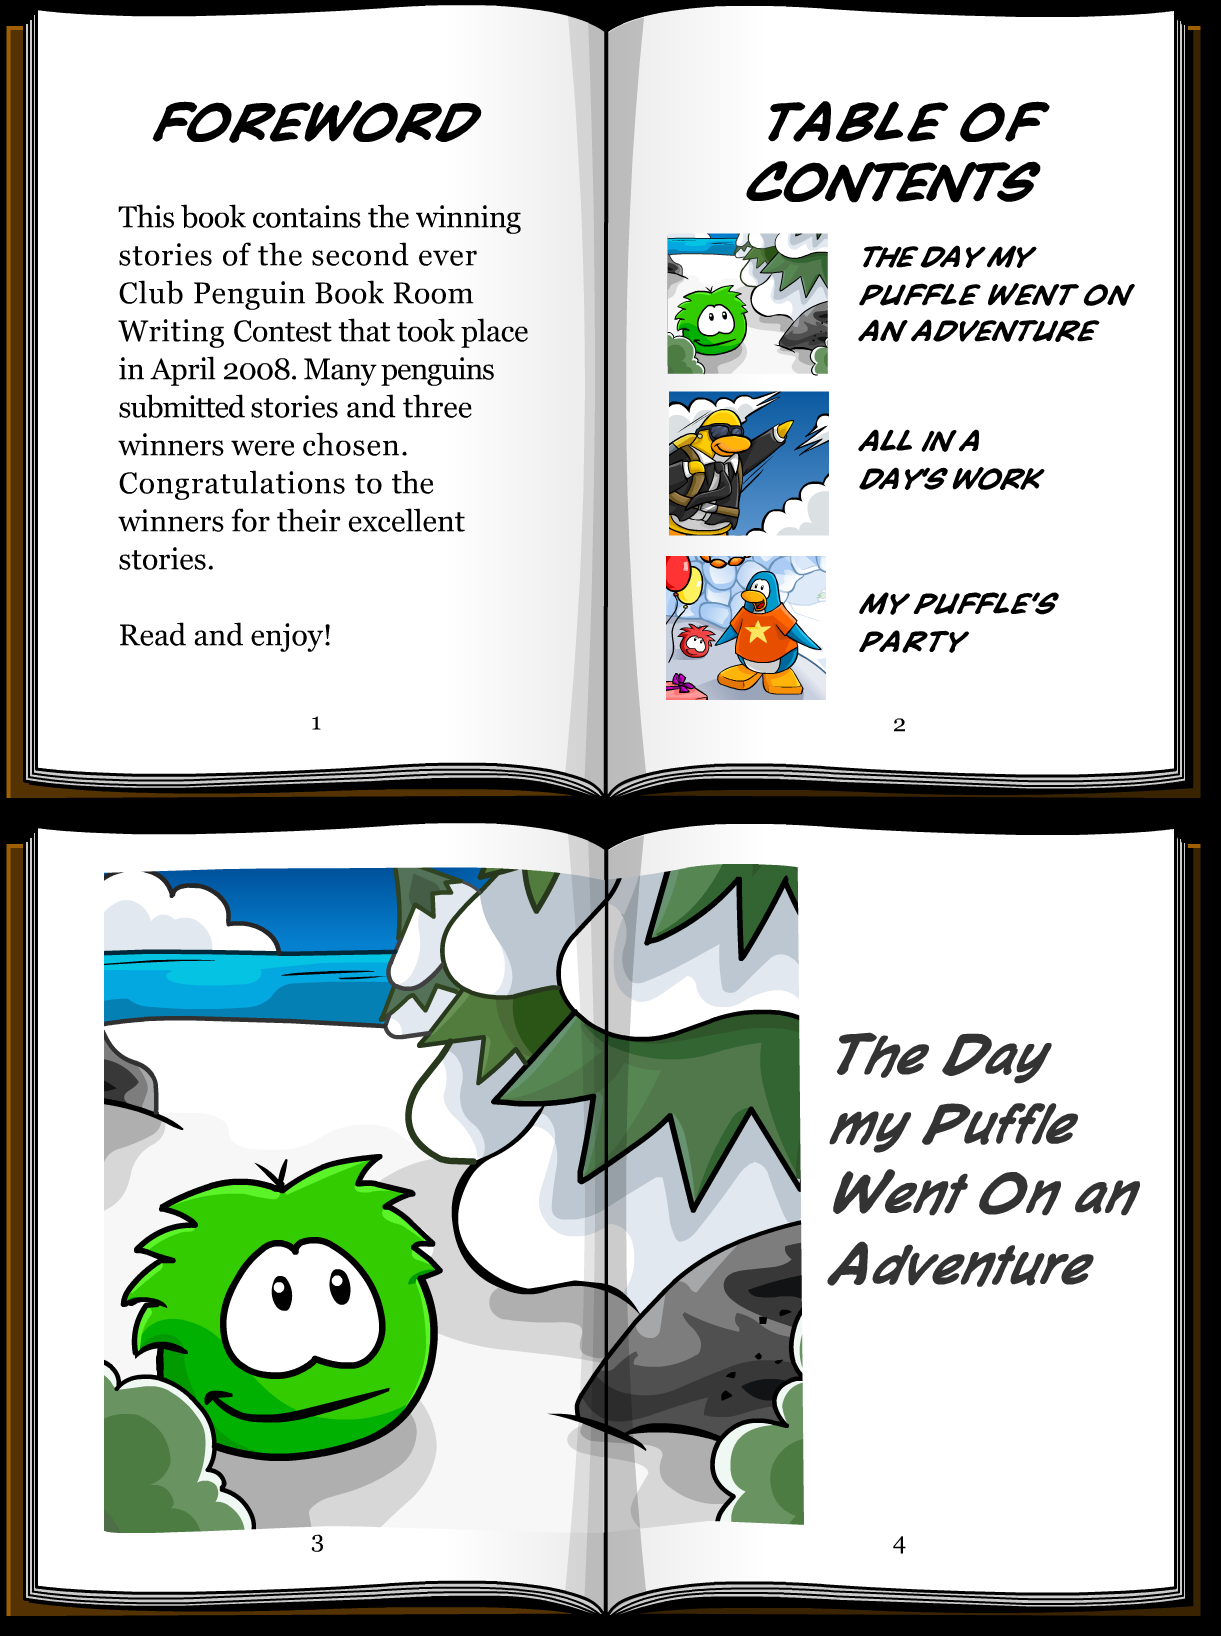 FOREWORD
This book contains the winning
stories of the second ever
Club Penguin Book Room
Writing Contest that took place
in April 2008. Many penguins
submitted stories and three
winners were chosen.
Congratulations to the
winners for their excellent
stories.
Read and enjoy!
1
TABLE OF
CONTENTS
THE DAY MY
PUFFLE WENT ON
AN ADVENTURE
ALL IN A
DAY'S WORK
MY PUFFLE'S
PARTY
2
3
The Day
my Puffle
Went On an
Adventure
4